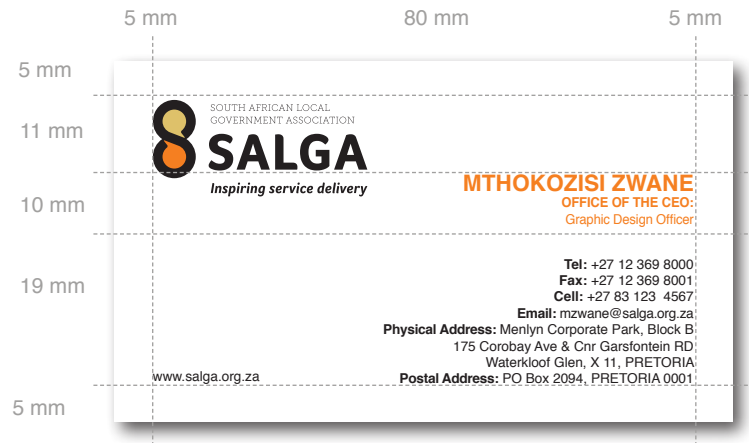 5 mm 80 mm 5 mm
5 mm
SOUTH AFRICAN LOCAL
GOVERNMENT ASSOCIATION
11 mm
SALGA
Inspiring service delivery
MTHOKOZISI ZWANE
10 mm
OFFICE OF THE CEO:
Graphic Design Officer
19 mm
Tel: +27 12 369 8000
Fax: +27 12 369 8001
Cell: +27 83 123  4567
Email: mzwane@salga.org.za
Physical Address: Menlyn Corporate Park, Block B
175 Corobay Ave & Cnr Garsfontein RD
Waterkloof Glen, X 11, PRETORIA
www.salga.org.za
Postal Address: PO Box 2094, PRETORIA 0001
5 mm